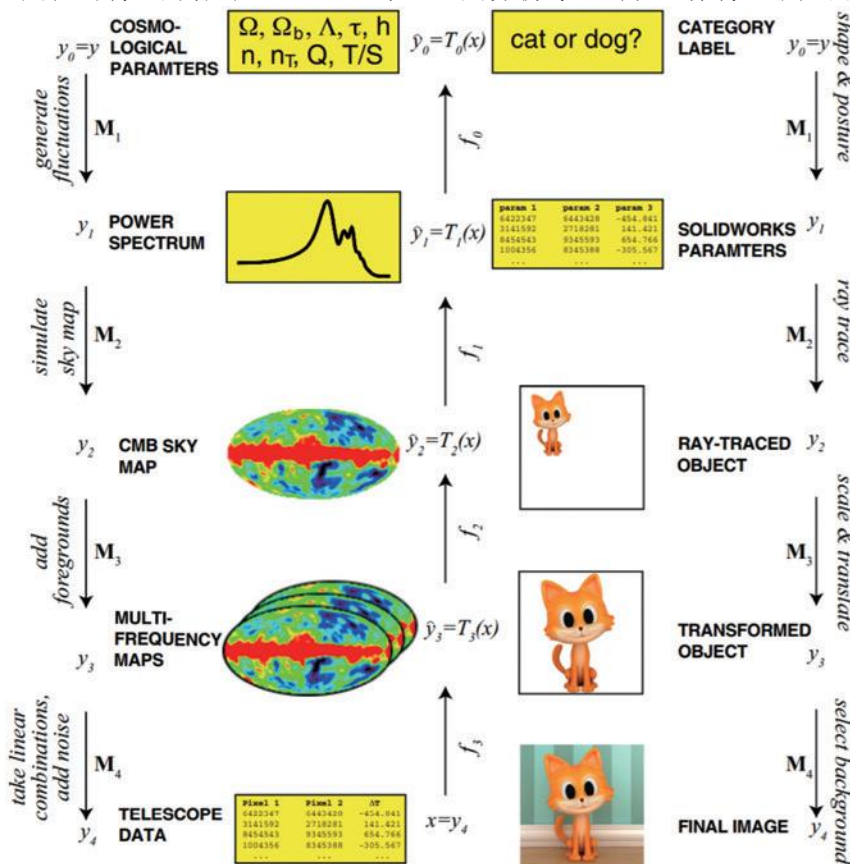 COSMO-
LOGICAL
PARAMTERS
y₀=y
Ω, Ω_b, Λ, τ, h
n, n_T, Q, T/S
ŷ₀=T₀(x)
cat or dog?
CATEGORY
LABEL
y₀=y
generate
fluctuations
M₁
f₀
M₁
shape & posture
y₁
POWER
SPECTRUM
ŷ₁=T₁(x)
param 1 param 2 param 3
6422347 6443428 -454.841
3141592 2718281 141.421
8454543 9345593 654.766
1004356 8345388 -305.567
... ... ...
SOLIDWORKS
PARAMTERS
y₁
simulate
sky map
M₂
f₁
M₂
ray trace
y₂
CMB SKY
MAP
ŷ₂=T₂(x)
RAY-TRACED
OBJECT
y₂
add
foregrounds
M₃
f₂
M₃
scale & translate
y₃
MULTI-
FREQUENCY
MAPS
ŷ₃=T₃(x)
TRANSFORMED
OBJECT
y₃
take linear
combinations,
add noise
M₄
f₃
M₄
select background
y₄
TELESCOPE
DATA
Pixel 1 Pixel 2 ΔT
6422347 6443428 -454.841
3141592 2718281 141.421
8454543 9345593 654.766
1004356 8345388 -305.567
... ... ...
x=y₄
FINAL IMAGE
y₄